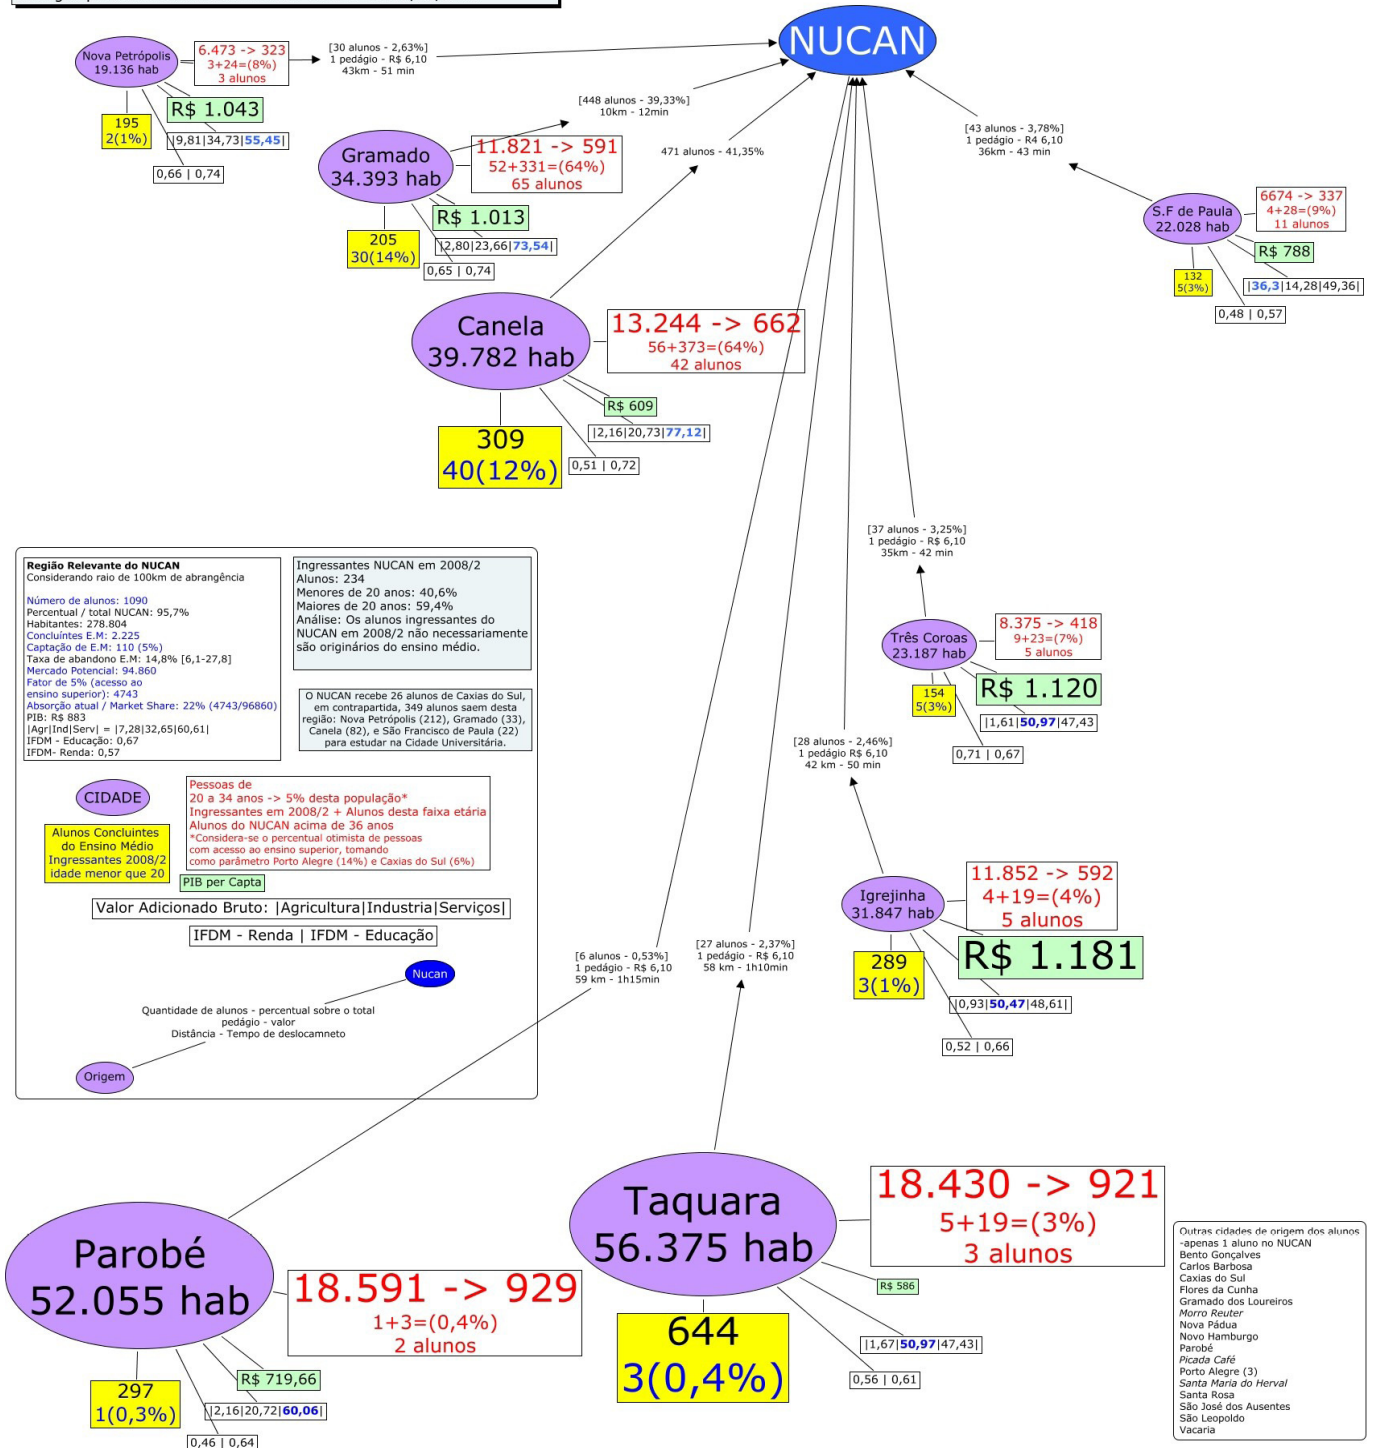 NUCAN
Nova Petrópolis
19.136 hab
6.473 -> 323
3+24=(8%)
3 alunos
[30 alunos - 2,63%]
1 pedágio - R$ 6,10
43km - 51 min
R$ 1.043
195
2(1%)
|9,81|34,73|55,45|
0,66 | 0,74
[448 alunos - 39,33%]
10km - 12min
Gramado
34.393 hab
11.821 -> 591
52+331=(64%)
65 alunos
471 alunos - 41,35%
R$ 1.013
205
30(14%)
|2,80|23,66|73,54|
0,65 | 0,74
[43 alunos - 3,78%]
1 pedágio - R4 6,10
36km - 43 min
S.F de Paula
22.028 hab
6674 -> 337
4+28=(9%)
11 alunos
R$ 788
132
5(3%)
|36,3|14,28|49,36|
0,48 | 0,57
Canela
39.782 hab
13.244 -> 662
56+373=(64%)
42 alunos
R$ 609
|2,16|20,73|77,12|
309
40(12%)
0,51 | 0,72
[37 alunos - 3,25%]
1 pedágio - R$ 6,10
35km - 42 min
Região Relevante do NUCAN
Considerando raio de 100km de abrangência
Número de alunos: 1090
Percentual / total NUCAN: 95,7%
Habitantes: 278.804
Concluíntes E.M: 2.225
Captação de E.M: 110 (5%)
Taxa de abandono E.M: 14,8% [6,1-27,8]
Mercado Potencial: 94.860
Fator de 5% (acesso ao
ensino superior): 4743
Absorção atual / Market Share: 22% (4743/96860)
PIB: R$ 883
|Agr|Ind|Serv| = |7,28|32,65|60,61|
IFDM - Educação: 0,67
IFDM- Renda: 0,57
Ingressantes NUCAN em 2008/2
Alunos: 234
Menores de 20 anos: 40,6%
Maiores de 20 anos: 59,4%
Análise: Os alunos ingressantes do
NUCAN em 2008/2 não necessariamente
são originários do ensino médio.
O NUCAN recebe 26 alunos de Caxias do Sul,
em contrapartida, 349 alunos saem desta
região: Nova Petrópolis (212), Gramado (33),
Canela (82), e São Francisco de Paula (22)
para estudar na Cidade Universitária.
CIDADE
Pessoas de
20 a 34 anos -> 5% desta população*
Ingressantes em 2008/2 + Alunos desta faixa etária
Alunos do NUCAN acima de 36 anos
*Considera-se o percentual otimista de pessoas
com acesso ao ensino superior, tomando
como parâmetro Porto Alegre (14%) e Caxias do Sul (6%)
Alunos Concluintes
do Ensino Médio
Ingressantes 2008/2
idade menor que 20
PIB per Capta
Valor Adicionado Bruto: |Agricultura|Industria|Serviços|
IFDM - Renda | IFDM - Educação
Nucan
Quantidade de alunos - percentual sobre o total
pedágio - valor
Distância - Tempo de deslocamneto
Origem
Três Coroas
23.187 hab
8.375 -> 418
9+23=(7%)
5 alunos
R$ 1.120
154
5(3%)
|1,61|50,97|47,43
0,71 | 0,67
[28 alunos - 2,46%]
1 pedágio R$ 6,10
42 km - 50 min
Igrejinha
31.847 hab
11.852 -> 592
4+19=(4%)
5 alunos
R$ 1.181
289
3(1%)
|0,93|50,47|48,61|
0,52 | 0,66
[6 alunos - 0,53%]
1 pedágio - R$ 6,10
59 km - 1h15min
[27 alunos - 2,37%]
1 pedágio - R$ 6,10
58 km - 1h10min
Taquara
56.375 hab
18.430 -> 921
5+19=(3%)
3 alunos
R$ 586
644
3(0,4%)
|1,67|50,97|47,43|
0,56 | 0,61
Parobé
52.055 hab
18.591 -> 929
1+3=(0,4%)
2 alunos
R$ 719,66
297
1(0,3%)
|2,16|20,72|60,06|
0,46 | 0,64
Outras cidades de origem dos alunos
-apenas 1 aluno no NUCAN
Bento Gonçalves
Carlos Barbosa
Caxias do Sul
Flores da Cunha
Gramado dos Loureiros
Morro Reuter
Nova Pádua
Novo Hamburgo
Parobé
Picada Café
Porto Alegre (3)
Santa Maria do Herval
Santa Rosa
São José dos Ausentes
São Leopoldo
Vacaria